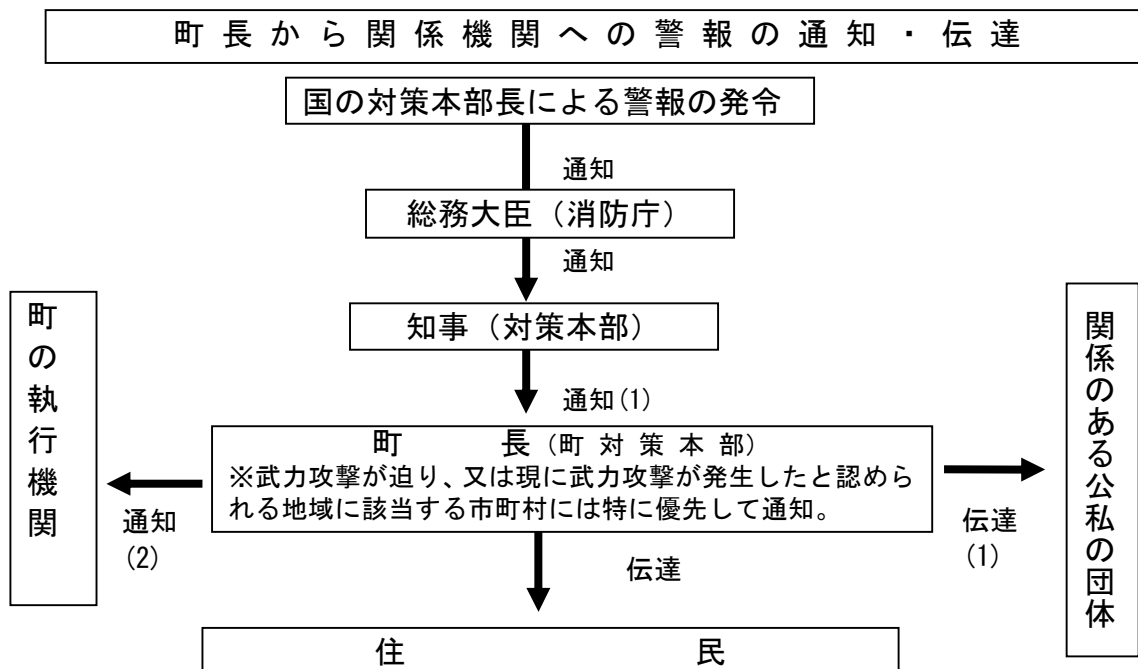 町長から関係機関への警報の通知・伝達
国の対策本部長による警報の発令
通知
総務大臣（消防庁）
通知
知事（対策本部）
通知(1)
町　　　長(町対策本部)
※武力攻撃が迫り、又は現に武力攻撃が発生したと認めら
れる地域に該当する市町村には特に優先して通知。
町の執行機関
通知
(2)
関係のある公私の団体
伝達
(1)
伝達
住　　　民